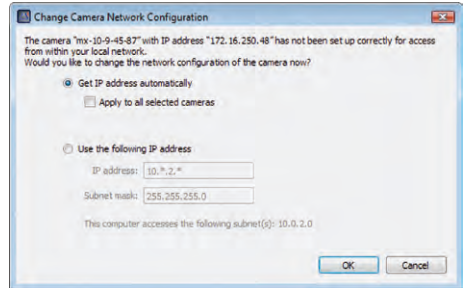 Change Camera Network Configuration
The camera "mx-10-9-45-87" with IP address "172.16.250.48" has not been set up correctly for access
from within your local network.
Would you like to change the network configuration of the camera now?
Get IP address automatically
Apply to all selected cameras
Use the following IP address
IP address: 10.*.2.*
Subnet mask: 255.255.255.0
This computer accesses the following subnet(s): 10.0.2.0
OK Cancel